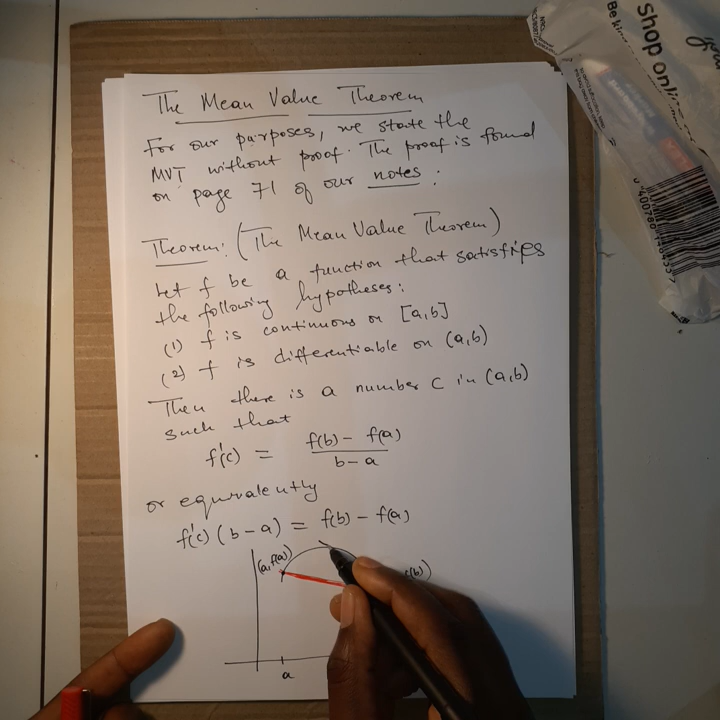 The Mean Value Theorem
For our purposes, we state the
MVT without proof. The proof is found
on page 71 of our notes:
Theorem: (The Mean Value Theorem)
Let f be a function that satisfies
the following hypotheses:
(1) f is continuous on [a,b]
(2) f is differentiable on (a,b)
Then there is a number c in (a,b)
such that
f'(c) = f(b) - f(a)
b - a
or equivalently
f'(c) (b - a) = f(b) - f(a)
(a, f(a))
f(b))
a
shop onli
Be kin